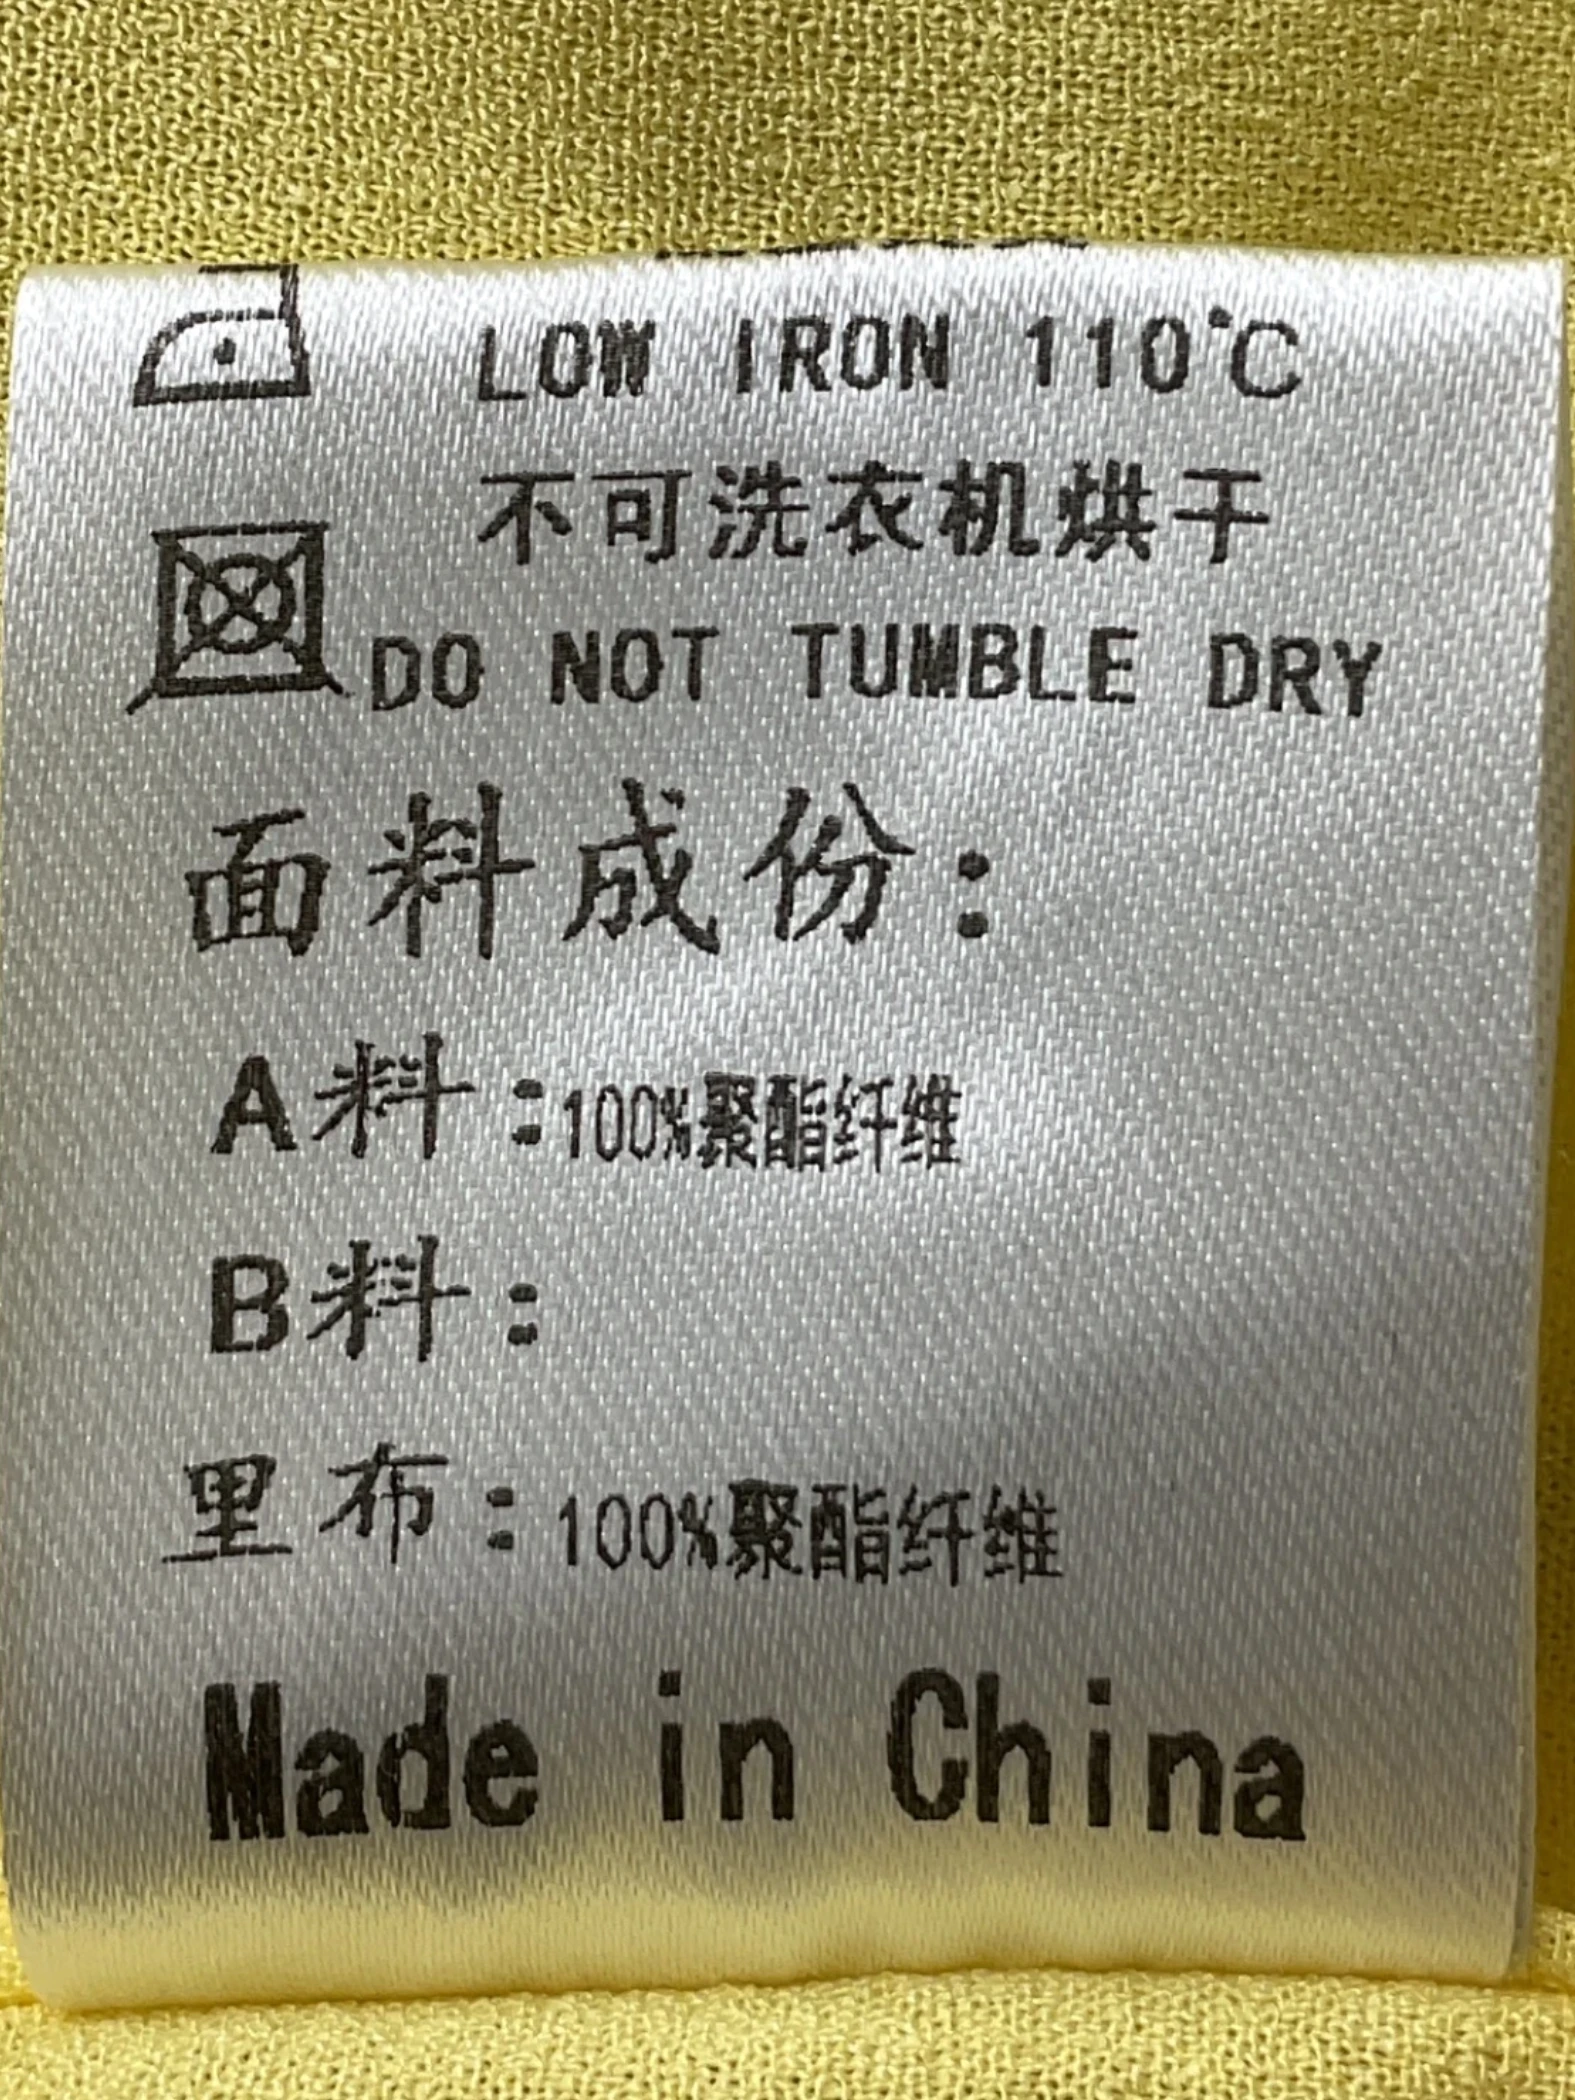 LOW IRON 110℃
不可洗衣机烘干
DO NOT TUMBLE DRY
面料成份：
A料：100%聚酯纤维
B料：
里布：100%聚酯纤维
Made in China